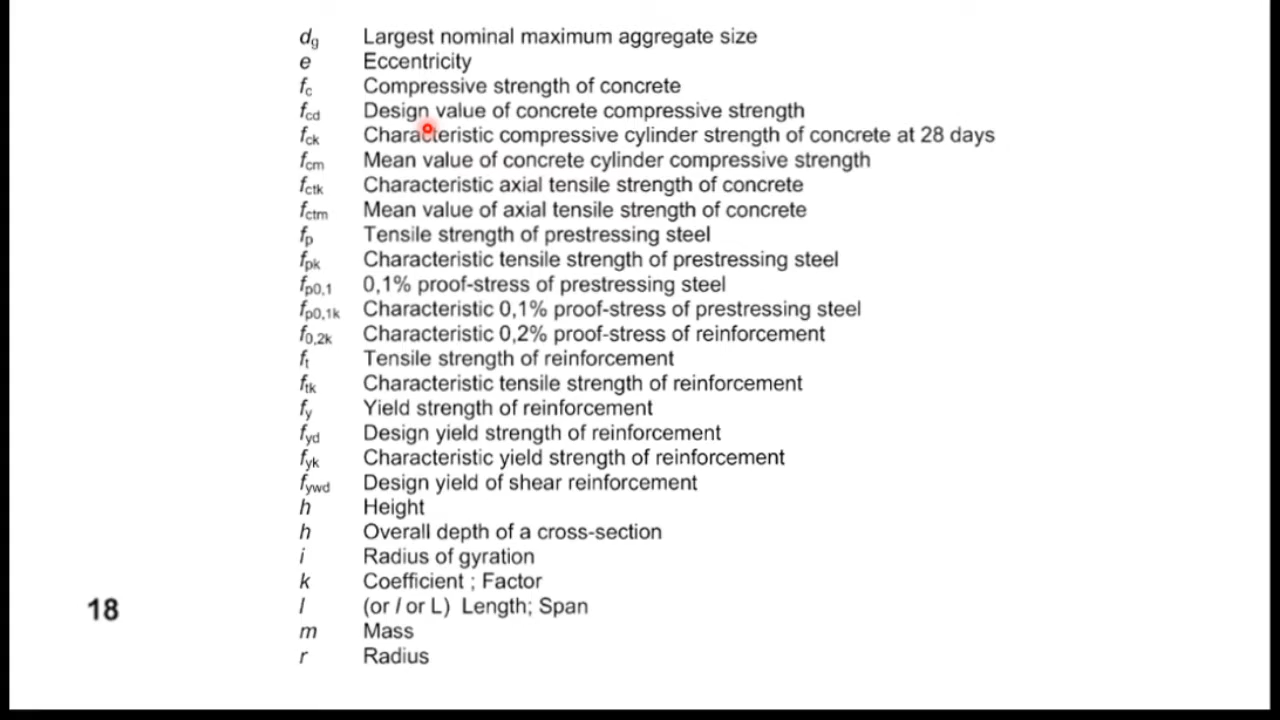 dg Largest nominal maximum aggregate size
e Eccentricity
fc Compressive strength of concrete
fcd Design value of concrete compressive strength
fck Characteristic compressive cylinder strength of concrete at 28 days
fcm Mean value of concrete cylinder compressive strength
fctk Characteristic axial tensile strength of concrete
fctm Mean value of axial tensile strength of concrete
fp Tensile strength of prestressing steel
fpk Characteristic tensile strength of prestressing steel
fp0,1 0,1% proof-stress of prestressing steel
fp0,1k Characteristic 0,1% proof-stress of prestressing steel
f0,2k Characteristic 0,2% proof-stress of reinforcement
ft Tensile strength of reinforcement
ftk Characteristic tensile strength of reinforcement
fy Yield strength of reinforcement
fyd Design yield strength of reinforcement
fyk Characteristic yield strength of reinforcement
fywd Design yield of shear reinforcement
h Height
h Overall depth of a cross-section
i Radius of gyration
k Coefficient ; Factor
l (or l or L) Length; Span
m Mass
r Radius
18